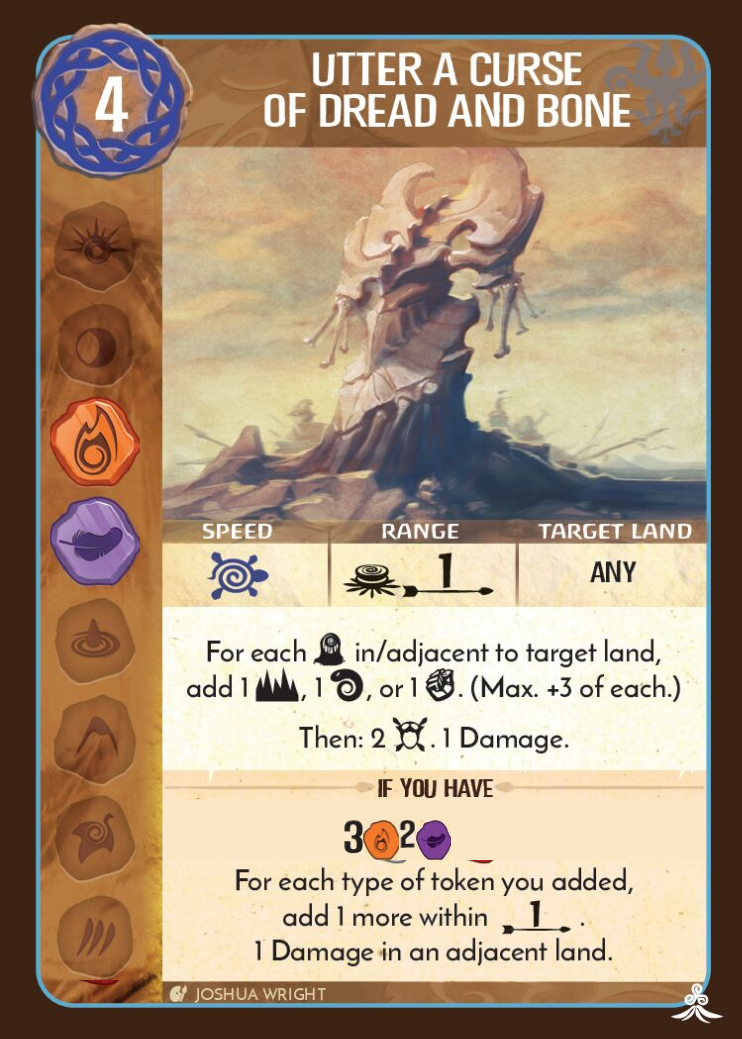 4
UTTER A CURSE
OF DREAD AND BONE
SPEED RANGE TARGET LAND
1 ANY
For each in/adjacent to target land,
add 1 , 1 , or 1 . (Max. +3 of each.)
Then: 2 . 1 Damage.
IF YOU HAVE
3 2
For each type of token you added,
add 1 more within 1 .
1 Damage in an adjacent land.
JOSHUA WRIGHT